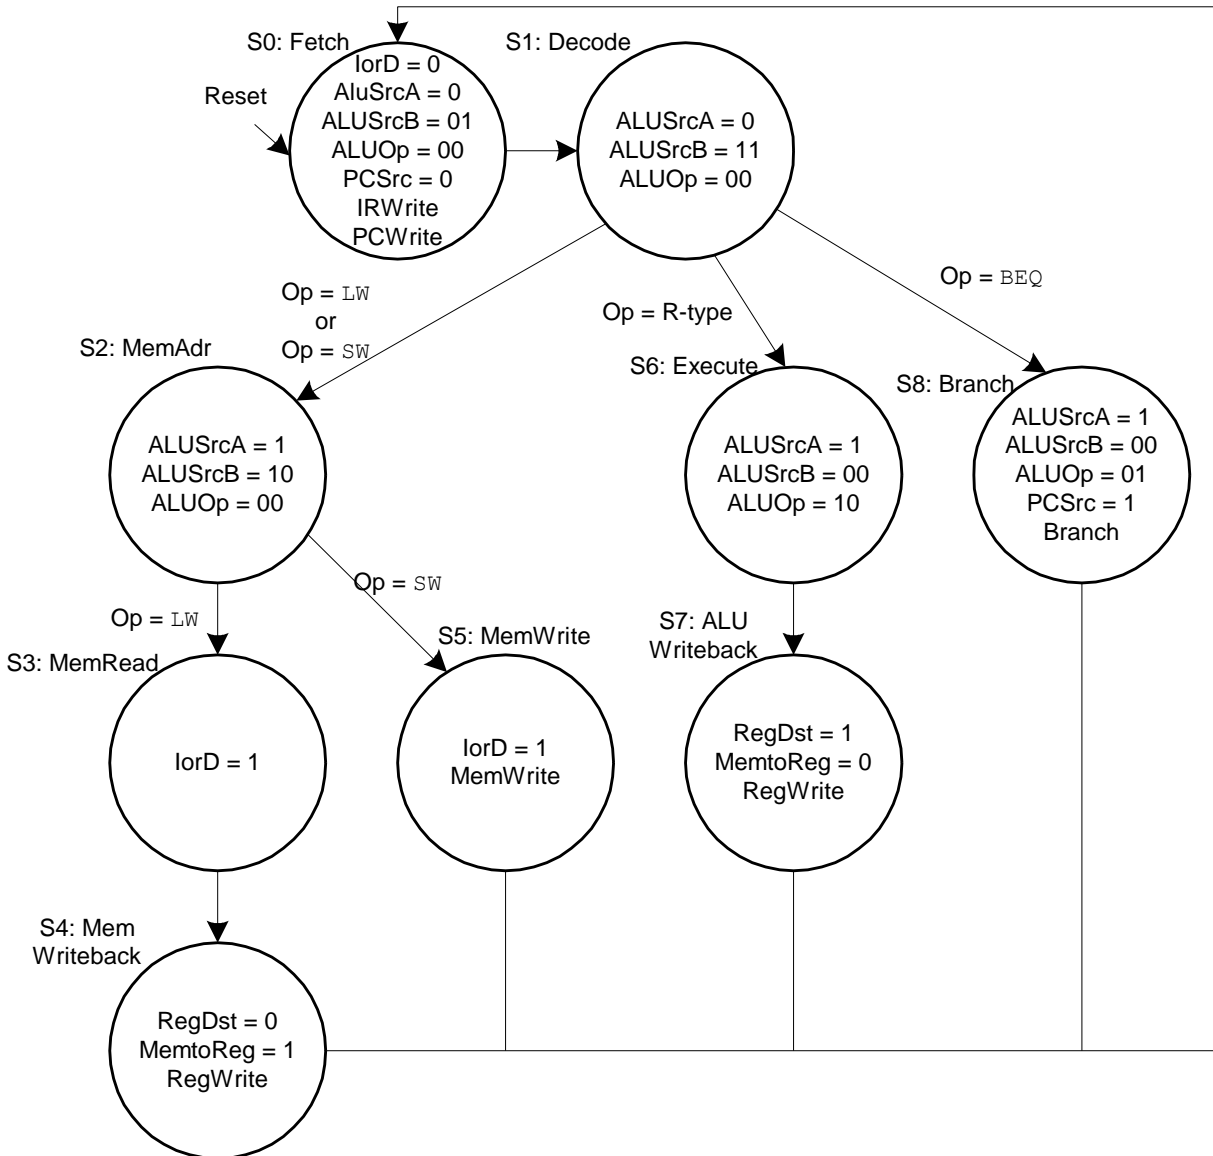 S0: Fetch
IorD = 0
AluSrcA = 0
ALUSrcB = 01
ALUOp = 00
PCSrc = 0
IRWrite
PCWrite
Reset
S1: Decode
ALUSrcA = 0
ALUSrcB = 11
ALUOp = 00
Op = LW
or
Op = SW
Op = R-type
Op = BEQ
S2: MemAdr
ALUSrcA = 1
ALUSrcB = 10
ALUOp = 00
S6: Execute
ALUSrcA = 1
ALUSrcB = 00
ALUOp = 10
S8: Branch
ALUSrcA = 1
ALUSrcB = 00
ALUOp = 01
PCSrc = 1
Branch
Op = LW
Op = SW
S3: MemRead
IorD = 1
S5: MemWrite
IorD = 1
MemWrite
S7: ALU
Writeback
RegDst = 1
MemtoReg = 0
RegWrite
S4: Mem
Writeback
RegDst = 0
MemtoReg = 1
RegWrite